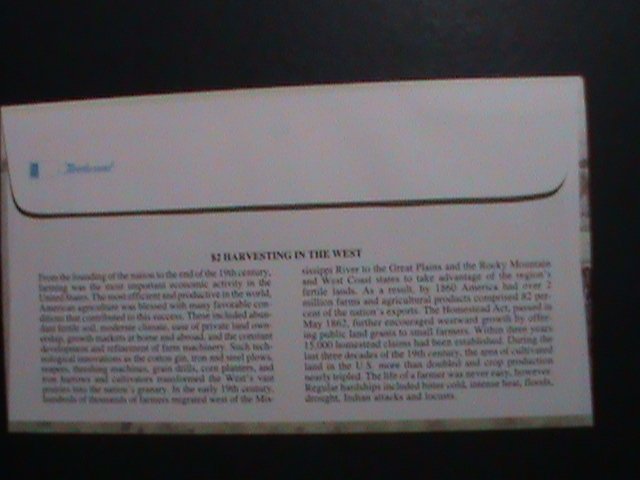 Fleetwood
$2 HARVESTING IN THE WEST
From the founding of the nation to the end of the 19th century,
farming was the most important economic activity in the
United States. The most efficient and productive in the world,
American agriculture was blessed with many favorable con-
ditions that contributed to this success. These included abun-
dant fertile soil, moderate climate, ease of private land own-
ership, growth markets at home and abroad, and the constant
development and refinement of farm machinery. Such tech-
nological innovations as the cotton gin, iron and steel plows,
reapers, threshing machines, grain drills, corn planters, and
iron harrows and cultivators transformed the West's vast
prairies into the nation's granary. In the early 19th century,
hundreds of thousands of farmers migrated west of the Mis-
sissippi River to the Great Plains and the Rocky Mountain
and West Coast states to take advantage of the region's
fertile lands. As a result, by 1860 America had over 2
million farms and agricultural products comprised 82 per-
cent of the nation's exports. The Homestead Act, passed in
May 1862, further encouraged westward growth by offer-
ing public land grants to small farmers. Within three years
15,000 homestead claims had been established. During the
last three decades of the 19th century, the area of cultivated
land in the U.S. more than doubled and crop production
nearly tripled. The life of a farmer was never easy, however.
Regular hardships included bitter cold, intense heat, floods,
drought, Indian attacks and locusts.